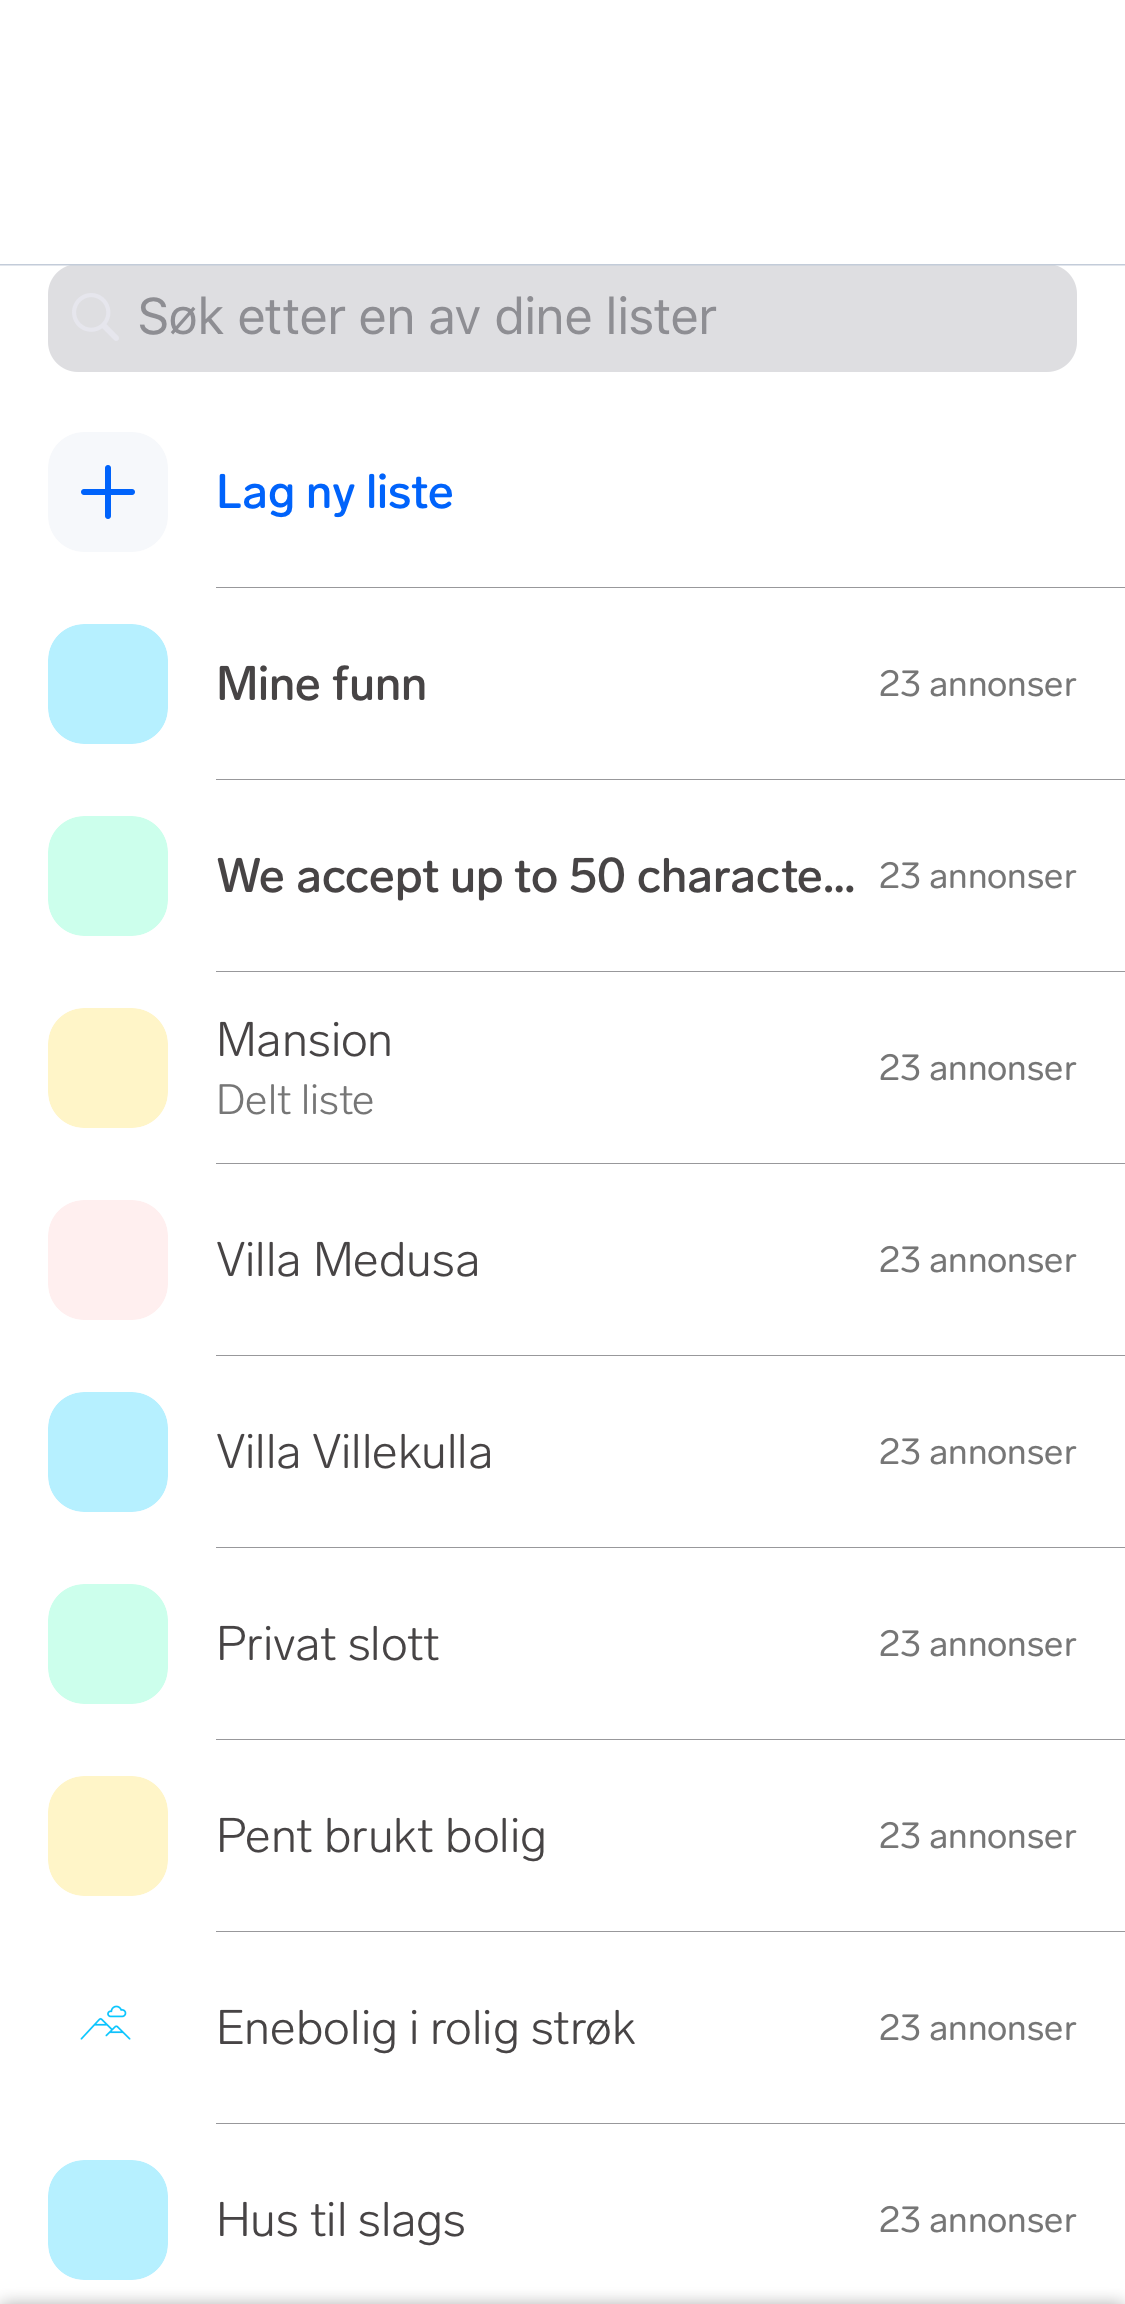 Søk etter en av dine lister
Lag ny liste
Mine funn
23 annonser
We accept up to 50 characte...
23 annonser
Mansion
Delt liste
23 annonser
Villa Medusa
23 annonser
Villa Villekulla
23 annonser
Privat slott
23 annonser
Pent brukt bolig
23 annonser
Enebolig i rolig strøk
23 annonser
Hus til slags
23 annonser